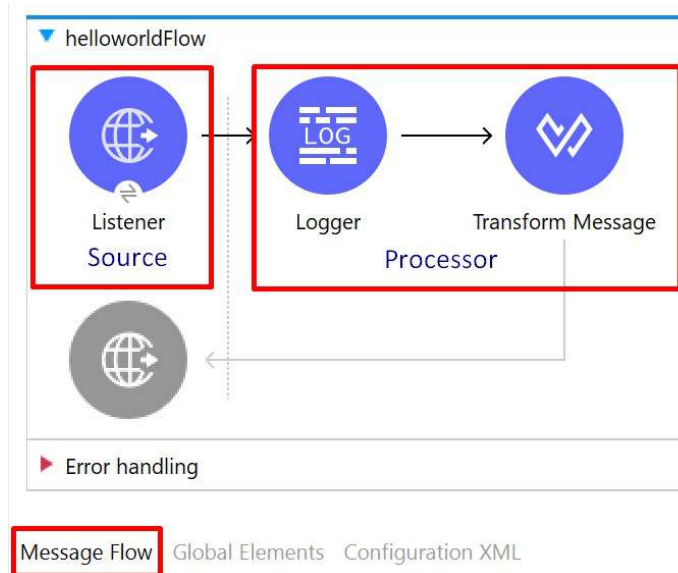 helloworldFlow
LOG
Listener
Logger
Transform Message
Source
Processor
Error handling
Message Flow Global Elements Configuration XML